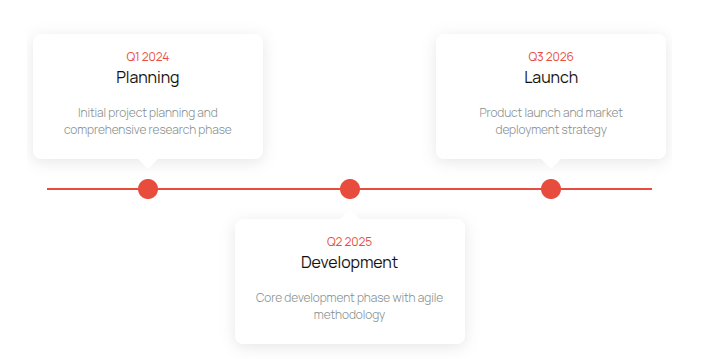 Q1 2024
Planning
Initial project planning and
comprehensive research phase
Q2 2025
Development
Core development phase with agile
methodology
Q3 2026
Launch
Product launch and market
deployment strategy